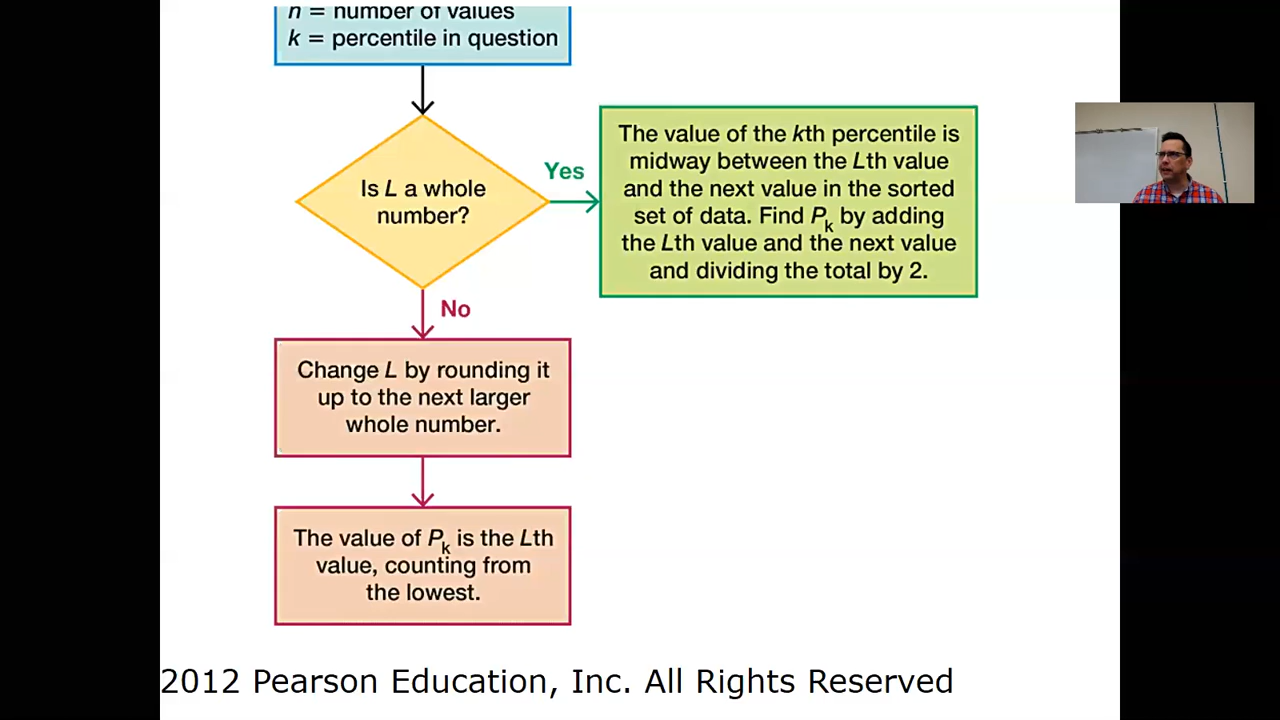 n = number of values
k = percentile in question
Is L a whole
number?
Yes
The value of the kth percentile is
midway between the Lth value
and the next value in the sorted
set of data. Find Pk by adding
the Lth value and the next value
and dividing the total by 2.
No
Change L by rounding it
up to the next larger
whole number.
The value of Pk is the Lth
value, counting from
the lowest.
2012 Pearson Education, Inc. All Rights Reserved